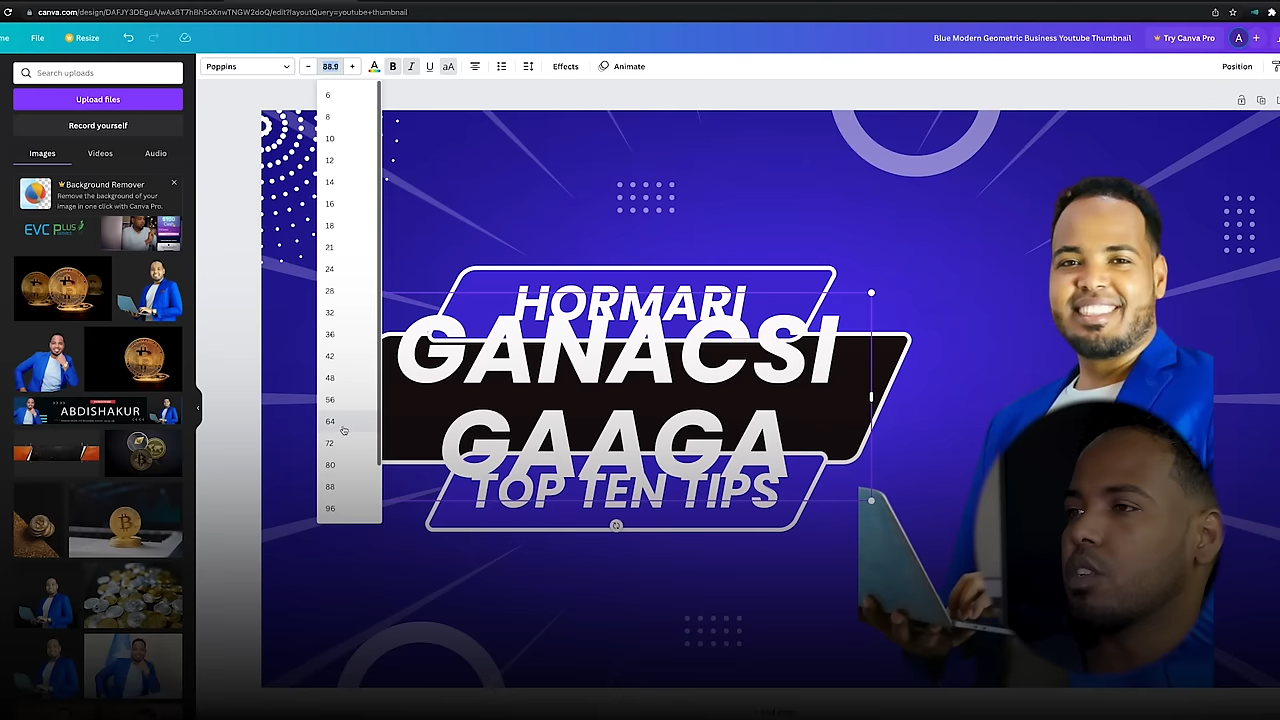 canva.com/design/DAFJY3DEguA/wAx6T7hBh5oXnwTNGW2doQ/edit?layoutQuery=youtube+thumbnail
File
Resize
Blue Modern Geometric Business Youtube Thumbnail
Try Canva Pro
A
Search uploads
Upload files
Record yourself
Images
Videos
Audio
Background Remover
Remove the background of your
image in one click with Canva Pro.
EVC PLUS
ABDISHAKUR
Poppins
88.9
A
B
I
U
aA
Effects
Animate
Position
6
8
10
12
14
16
18
21
24
28
32
36
42
48
56
64
72
80
88
96
HORMARI
GANACSI
GAAGA
TOP TEN TIPS